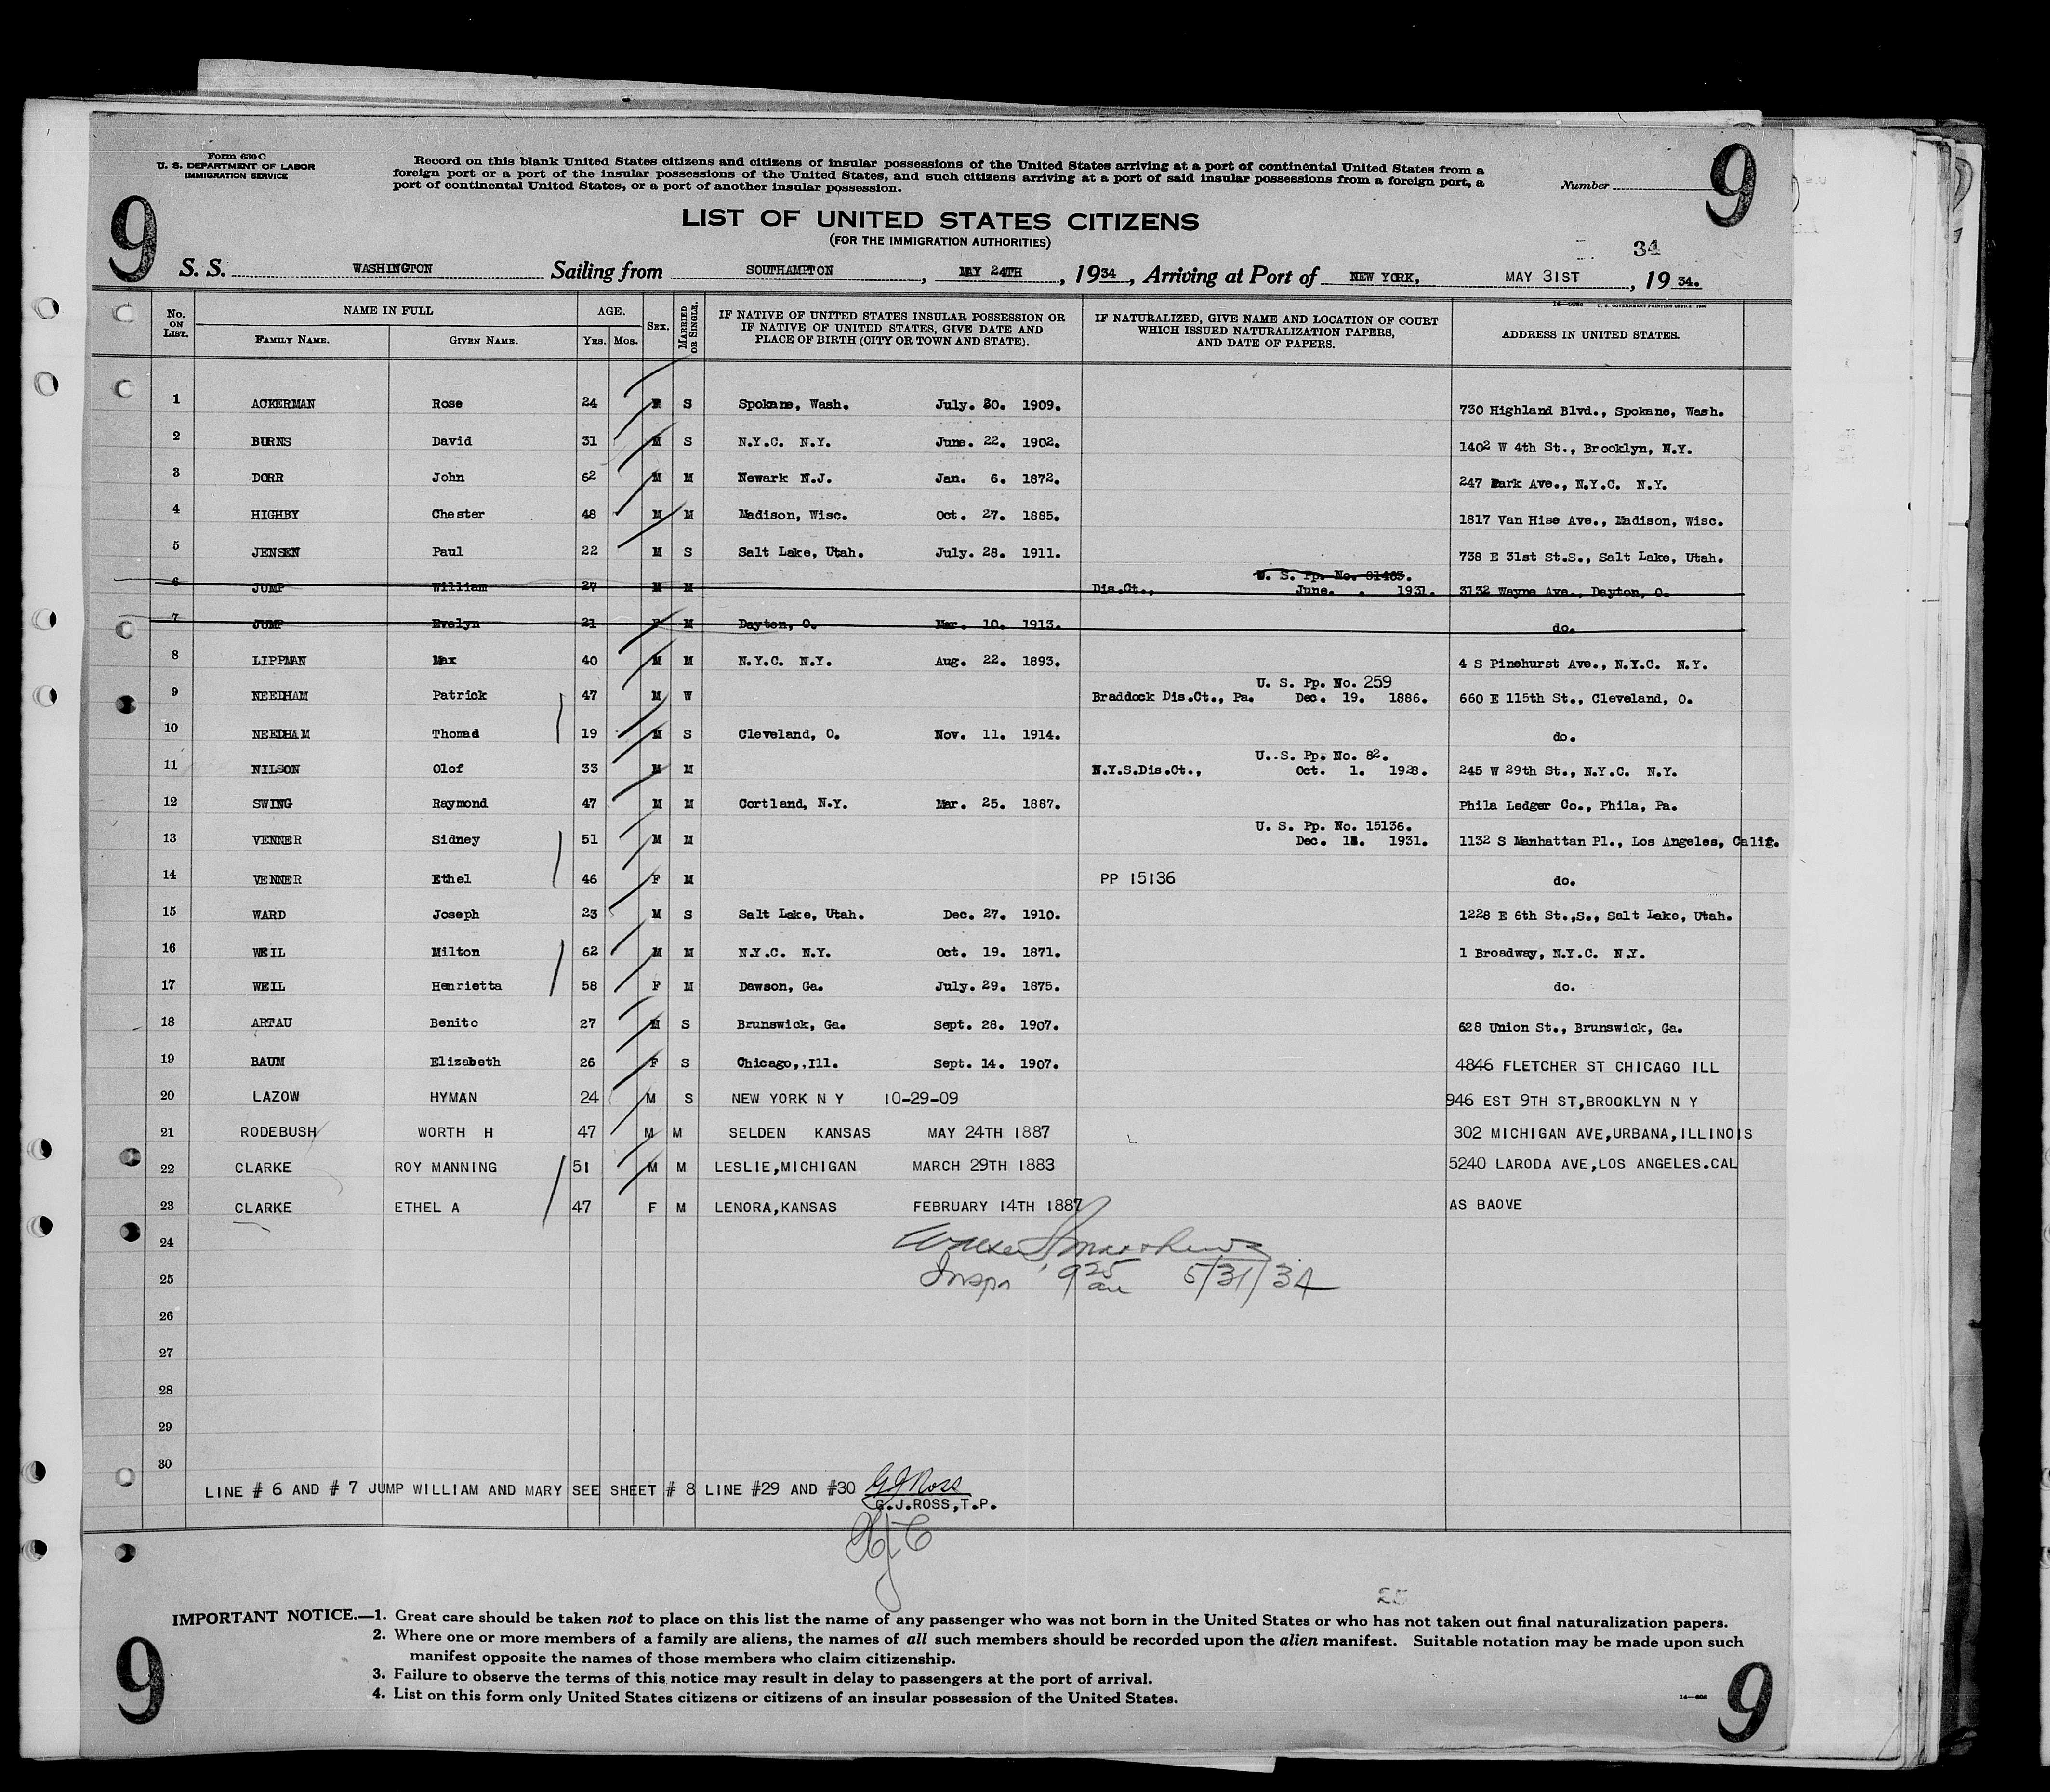 Form 630 C
U. S. DEPARTMENT OF LABOR
IMMIGRATION SERVICE
Record on this blank United States citizens and citizens of insular possessions of the United States arriving at a port of continental United States from a
foreign port or a port of the insular possessions of the United States, and such citizens arriving at a port of said insular possessions from a foreign port, a
port of continental United States, or a port of another insular possession.
Number
9 9
LIST OF UNITED STATES CITIZENS
(FOR THE IMMIGRATION AUTHORITIES)
34
S. S. WASHINGTON Sailing from SOUTHAMPTON, MAY 24TH, 1934, Arriving at Port of NEW YORK, MAY 31ST, 1934.
U. S. GOVERNMENT PRINTING OFFICE:
No. ON LIST. NAME IN FULL FAMILY NAME. GIVEN NAME. AGE. YRS. MOS. SEX. MARRIED OR SINGLE. IF NATIVE OF UNITED STATES INSULAR POSSESSION OR IF NATIVE OF UNITED STATES, GIVE DATE AND PLACE OF BIRTH (CITY OR TOWN AND STATE). IF NATURALIZED, GIVE NAME AND LOCATION OF COURT WHICH ISSUED NATURALIZATION PAPERS, AND DATE OF PAPERS. ADDRESS IN UNITED STATES.
1 ACKERMAN Rose 24 S Spokane, Wash. July. 1909. 730 Highland Blvd., Spokane, Wash.
2 BURNS David 31 M S N.Y.C. N.Y. June. 22. 1902. 1402 W 4th St., Brooklyn, N.Y.
3 DORR John 62 M M Newark N.J. Jan. 6. 1872. 247 Park Ave., N.Y.C. N.Y.
4 HIGHBY Chester 48 M M Madison, Wisc. Oct. 27. 1885. 1817 Van Hise Ave., Madison, Wisc.
5 JENSEN Paul 22 M S Salt Lake, Utah. July. 28. 1911. 738 E 31st St.S., Salt Lake, Utah.
U. S. Pp. No. 81463.
6 JUMP William 27 M M Dis.Ct., June. . 1931. 3132 Wayne Ave., Dayton, O.
7 JUMP Evelyn 21 F M Dayton, O. Mar. 10. 1913. do.
8 LIPPMAN Max 40 M M N.Y.C. N.Y. Aug. 22. 1893. 4 S Pinehurst Ave., N.Y.C. N.Y.
U. S. Pp. No. 259
9 NEEDHAM Patrick 47 M W Braddock Dis.Ct., Pa. Dec. 19. 1886. 660 E 115th St., Cleveland, O.
10 NEEDHAM Thomad 19 M S Cleveland, O. Nov. 11. 1914. do.
U..S. Pp. No. 82.
11 NILSON Olof 33 M M N.Y.S.Dis.Ct., Oct. 1. 1928. 245 W 29th St., N.Y.C. N.Y.
12 SWING Raymond 47 M M Cortland, N.Y. Mar. 25. 1887. Phila Ledger Co., Phila, Pa.
U. S. Pp. No. 15136.
13 VENNER Sidney 51 M M Dec. 1931. 1132 S Manhattan Pl., Los Angeles, Calif.
14 VENNER Ethel 46 F M PP 15136 do.
15 WARD Joseph 23 M S Salt Lake, Utah. Dec. 27. 1910. 1228 E 6th St.,S., Salt Lake, Utah.
16 WEIL Milton 62 M M N.Y.C. N.Y. Oct. 19. 1871. 1 Broadway, N.Y.C. N.Y.
17 WEIL Henrietta 58 F M Dawson, Ga. July. 29. 1875. do.
18 ARTAU Benito 27 M S Brunswick, Ga. Sept. 28. 1907. 628 Union St., Brunswick, Ga.
19 BAUM Elizabeth 26 F S Chicago,,Ill. Sept. 14. 1907. 4846 FLETCHER ST CHICAGO ILL
20 LAZOW HYMAN 24 M S NEW YORK N Y 10-29-09 946 EST 9TH ST,BROOKLYN N Y
21 RODEBUSH WORTH H 47 M M SELDEN KANSAS MAY 24TH 1887 302 MICHIGAN AVE,URBANA,ILLINOIS
22 CLARKE ROY MANNING 51 M M LESLIE,MICHIGAN MARCH 29TH 1883 5240 LARODA AVE,LOS ANGELES.CAL
23 CLARKE ETHEL A 47 F M LENORA,KANSAS FEBRUARY 14TH 1887 AS BAOVE
24
25 Inspr 925 am 5/31/34
26
27
28
29
30
LINE # 6 AND # 7 JUMP WILLIAM AND MARY SEE SHEET # 8 LINE #29 AND #30 G J Ross
G.J.ROSS,T.P.
IMPORTANT NOTICE.—1. Great care should be taken not to place on this list the name of any passenger who was not born in the United States or who has not taken out final naturalization papers.
2. Where one or more members of a family are aliens, the names of all such members should be recorded upon the alien manifest. Suitable notation may be made upon such
manifest opposite the names of those members who claim citizenship.
3. Failure to observe the terms of this notice may result in delay to passengers at the port of arrival.
4. List on this form only United States citizens or citizens of an insular possession of the United States.
9 9